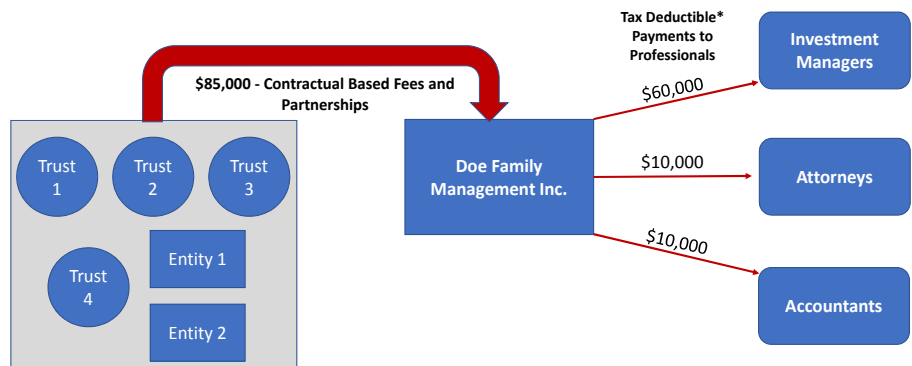 Tax Deductible*
Payments to
Professionals
Investment
Managers
$85,000 - Contractual Based Fees and
Partnerships
$60,000
Trust
1
Trust
2
Trust
3
Doe Family
Management Inc.
$10,000
Attorneys
Entity 1
$10,000
Trust
4
Accountants
Entity 2